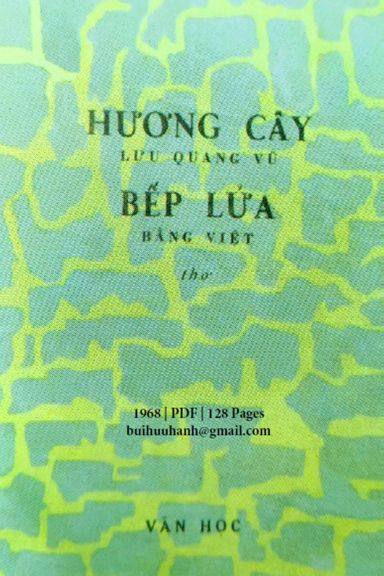 HƯƠNG CÂY
LƯU QUANG VŨ
BẾP LỬA
BẰNG VIỆT
thơ
1968 | PDF | 128 Pages
buihuuhanh@gmail.com
VĂN HỌC